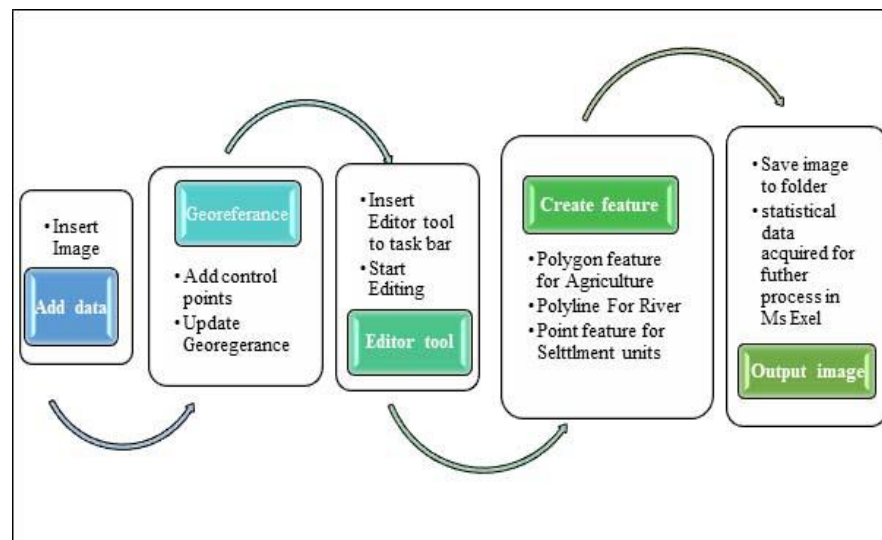 • Insert
Image
Add data
Georeferance
• Add control
points
• Update
Georegerance
• Insert
Editor tool
to task bar
• Start
Editing
Editor tool
Create feature
• Polygon feature
for Agriculture
• Polyline For River
• Point feature for
Selttlment units
• Save image
to folder
• statistical
data
acquired for
futher
process in
Ms Exel
Output image